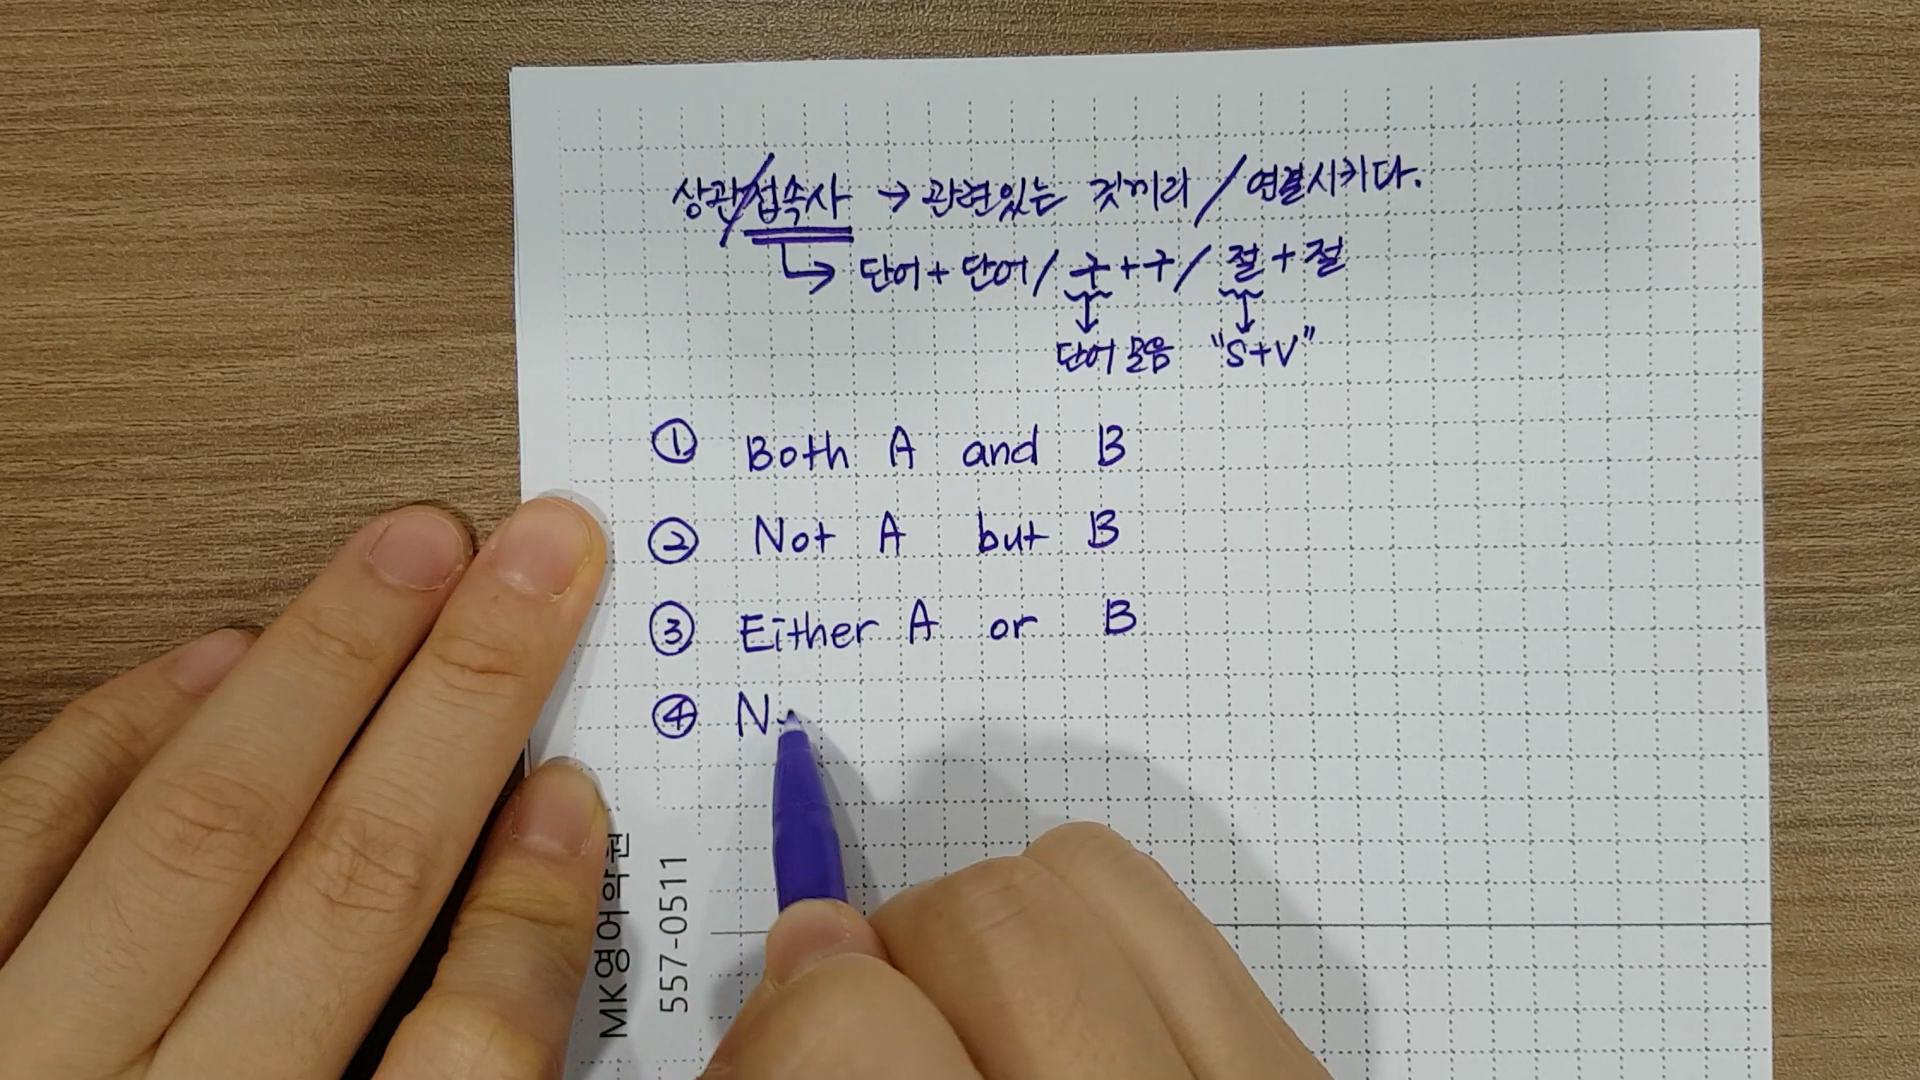 상관/접속사 → 관련있는 것끼리 / 연결시키다.
↳ 단어 + 단어 / 구 + 구 / 절 + 절
↓ ↓
단어 모음 "S+V"
① Both A and B
② Not A but B
③ Either A or B
④ N
MK영어학원
557-0511